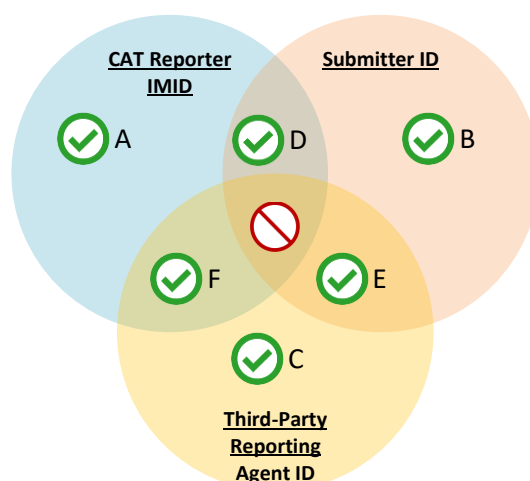 CAT Reporter
IMID
Submitter ID
A
D
B
F
E
C
Third-Party
Reporting
Agent ID